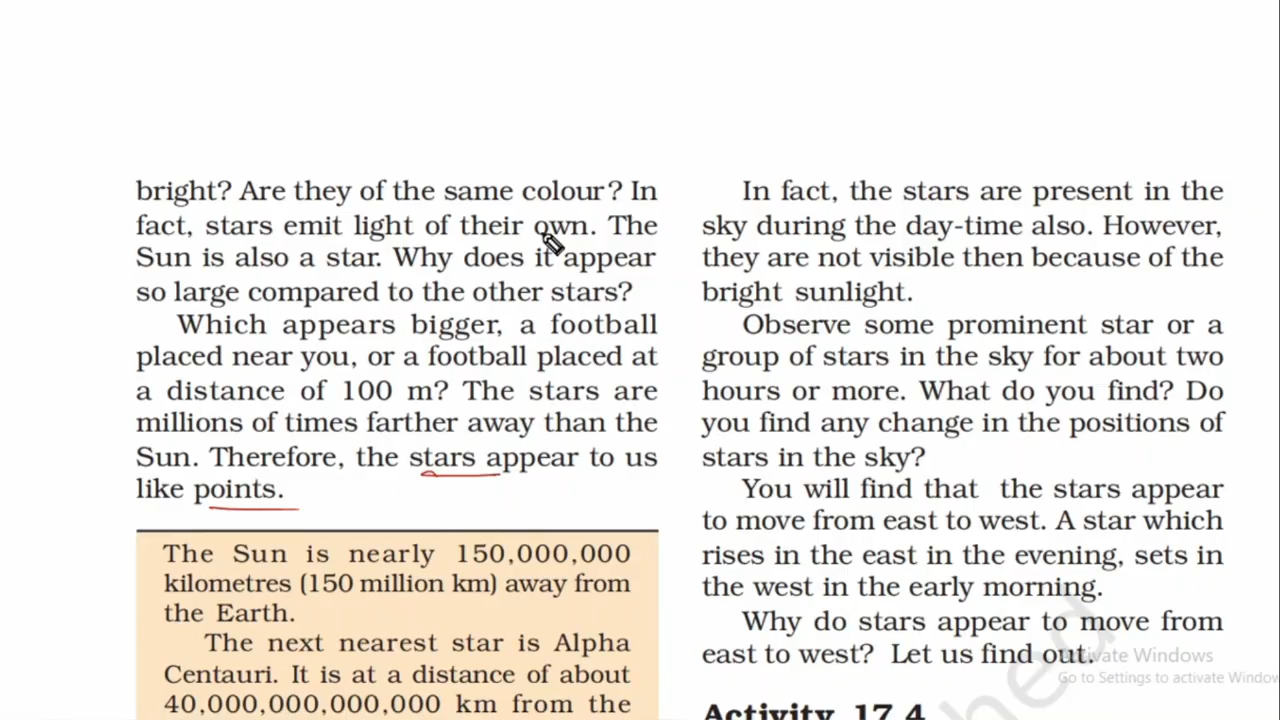 bright? Are they of the same colour? In
fact, stars emit light of their own. The
Sun is also a star. Why does it appear
so large compared to the other stars?
Which appears bigger, a football
placed near you, or a football placed at
a distance of 100 m? The stars are
millions of times farther away than the
Sun. Therefore, the stars appear to us
like points.
The Sun is nearly 150,000,000
kilometres (150 million km) away from
the Earth.
The next nearest star is Alpha
Centauri. It is at a distance of about
40,000,000,000,000 km from the
In fact, the stars are present in the
sky during the day-time also. However,
they are not visible then because of the
bright sunlight.
Observe some prominent star or a
group of stars in the sky for about two
hours or more. What do you find? Do
you find any change in the positions of
stars in the sky?
You will find that the stars appear
to move from east to west. A star which
rises in the east in the evening, sets in
the west in the early morning.
Why do stars appear to move from
east to west? Let us find out.
Activity 17.4
Activate Windows
Go to Settings to activate Window